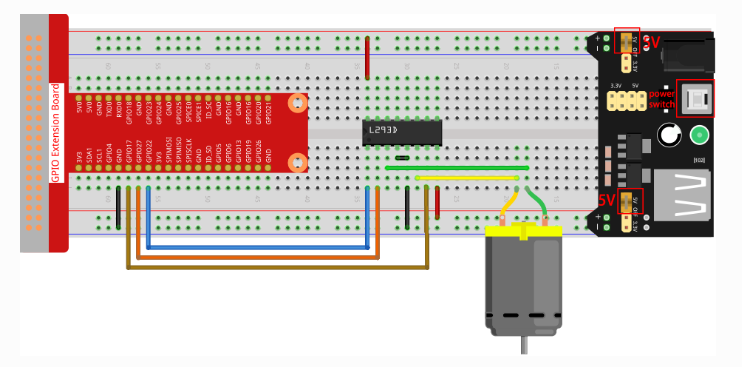 GPIO Extension Board
5V0
5V0
GND
TXD0
RXD0
GPIO18
GND
GPIO23
GPIO24
GND
GPIO25
SPICE0
SPICE1
ID_SC
GND
GPIO16
GND
GPIO20
GPIO21
3V3
SDA1
SCL1
GPIO4
GND
GPIO17
GPIO27
GPIO22
3V3
SPIMOSI
SPIMISO
SPISCLK
GND
ID_SD
GPIO5
GPIO6
GPIO13
GPIO19
GPIO26
GND
L293D
5V
5V OFF 3.3V
3.3V 5V
power
switch
5V
5V OFF 3.3V